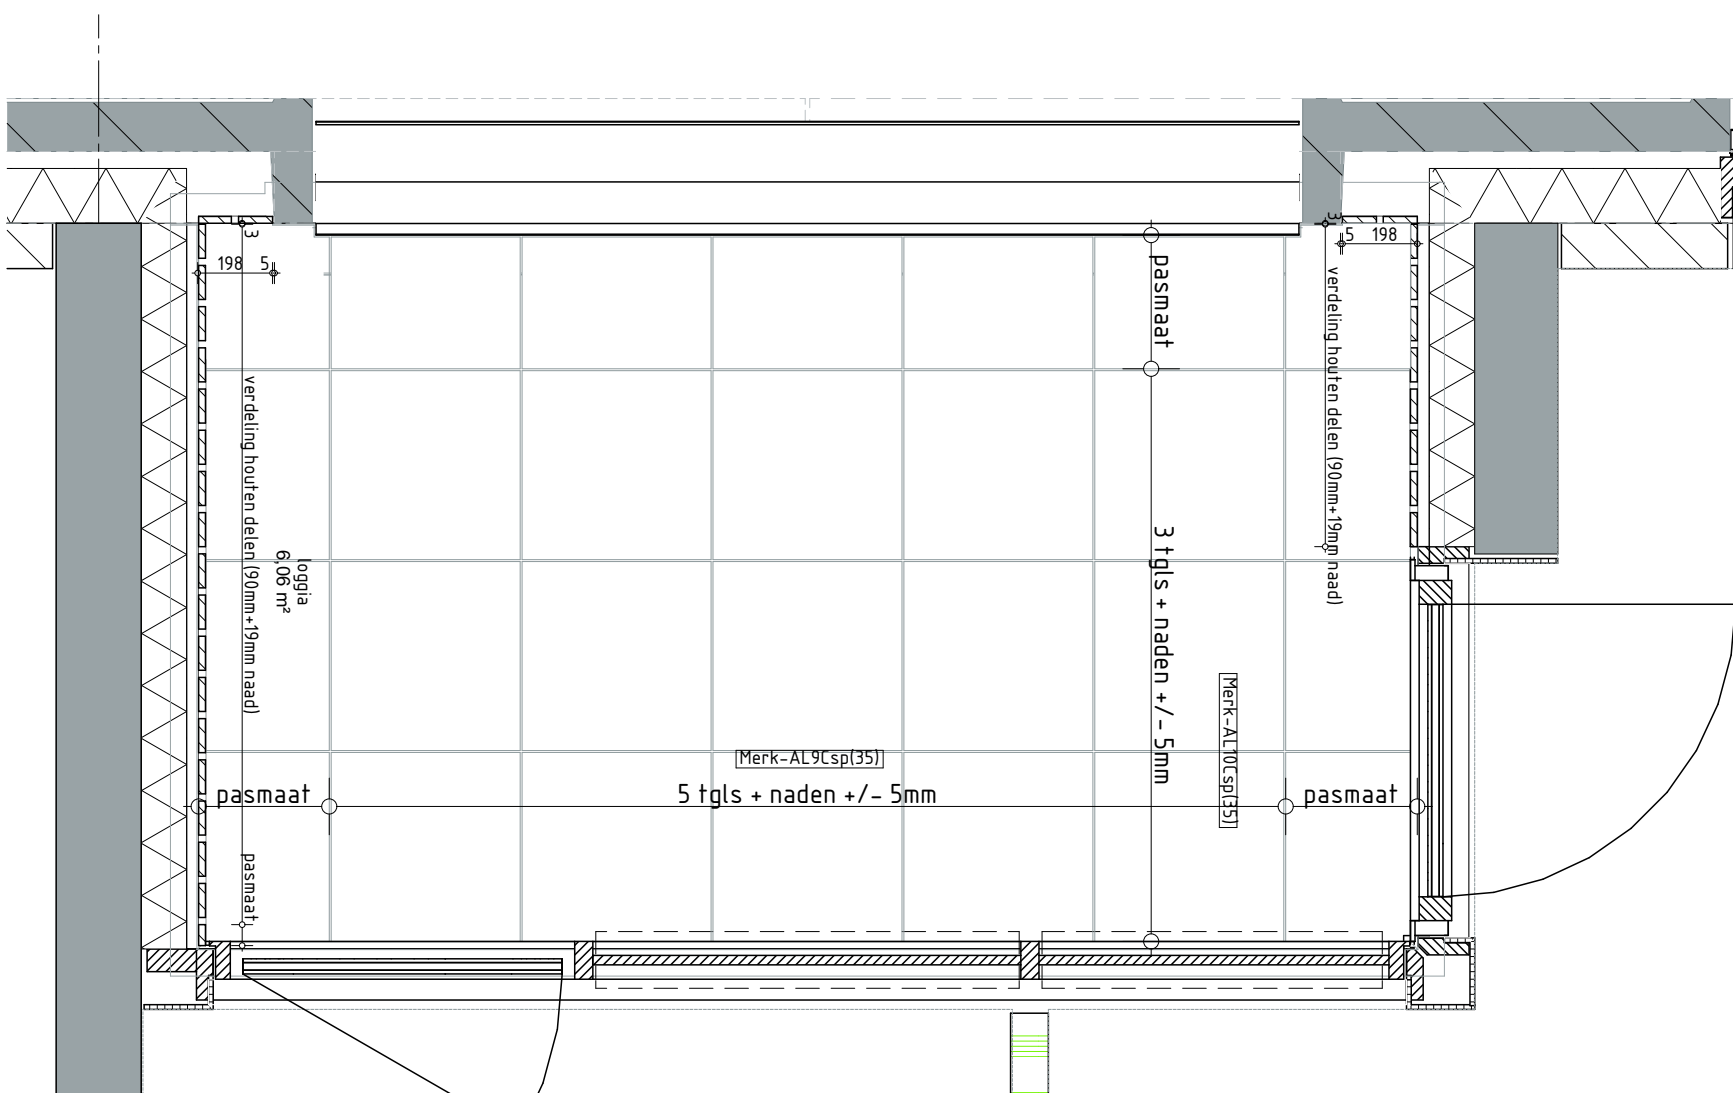 3
198 5
3
5 198
pasmaat
verdeling houten delen (90mm+19mm naad)
verdeling houten delen (90mm+19mm naad)
loggia
6,06 m²
3 tgls + naden +/- 5mm
Merk-AL10Csp(35)
Merk-AL9Csp(35)
pasmaat
5 tgls + naden +/- 5mm
pasmaat
pasmaat